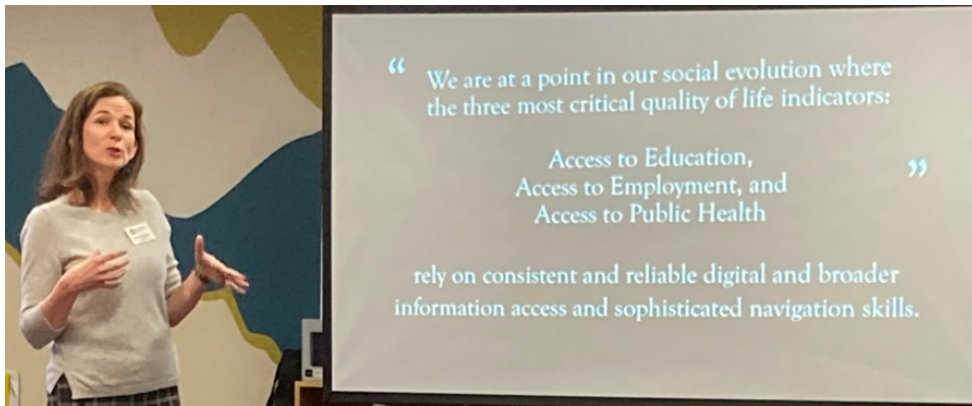 “ We are at a point in our social evolution where
the three most critical quality of life indicators:
Access to Education,
Access to Employment, and
Access to Public Health ”
rely on consistent and reliable digital and broader
information access and sophisticated navigation skills.